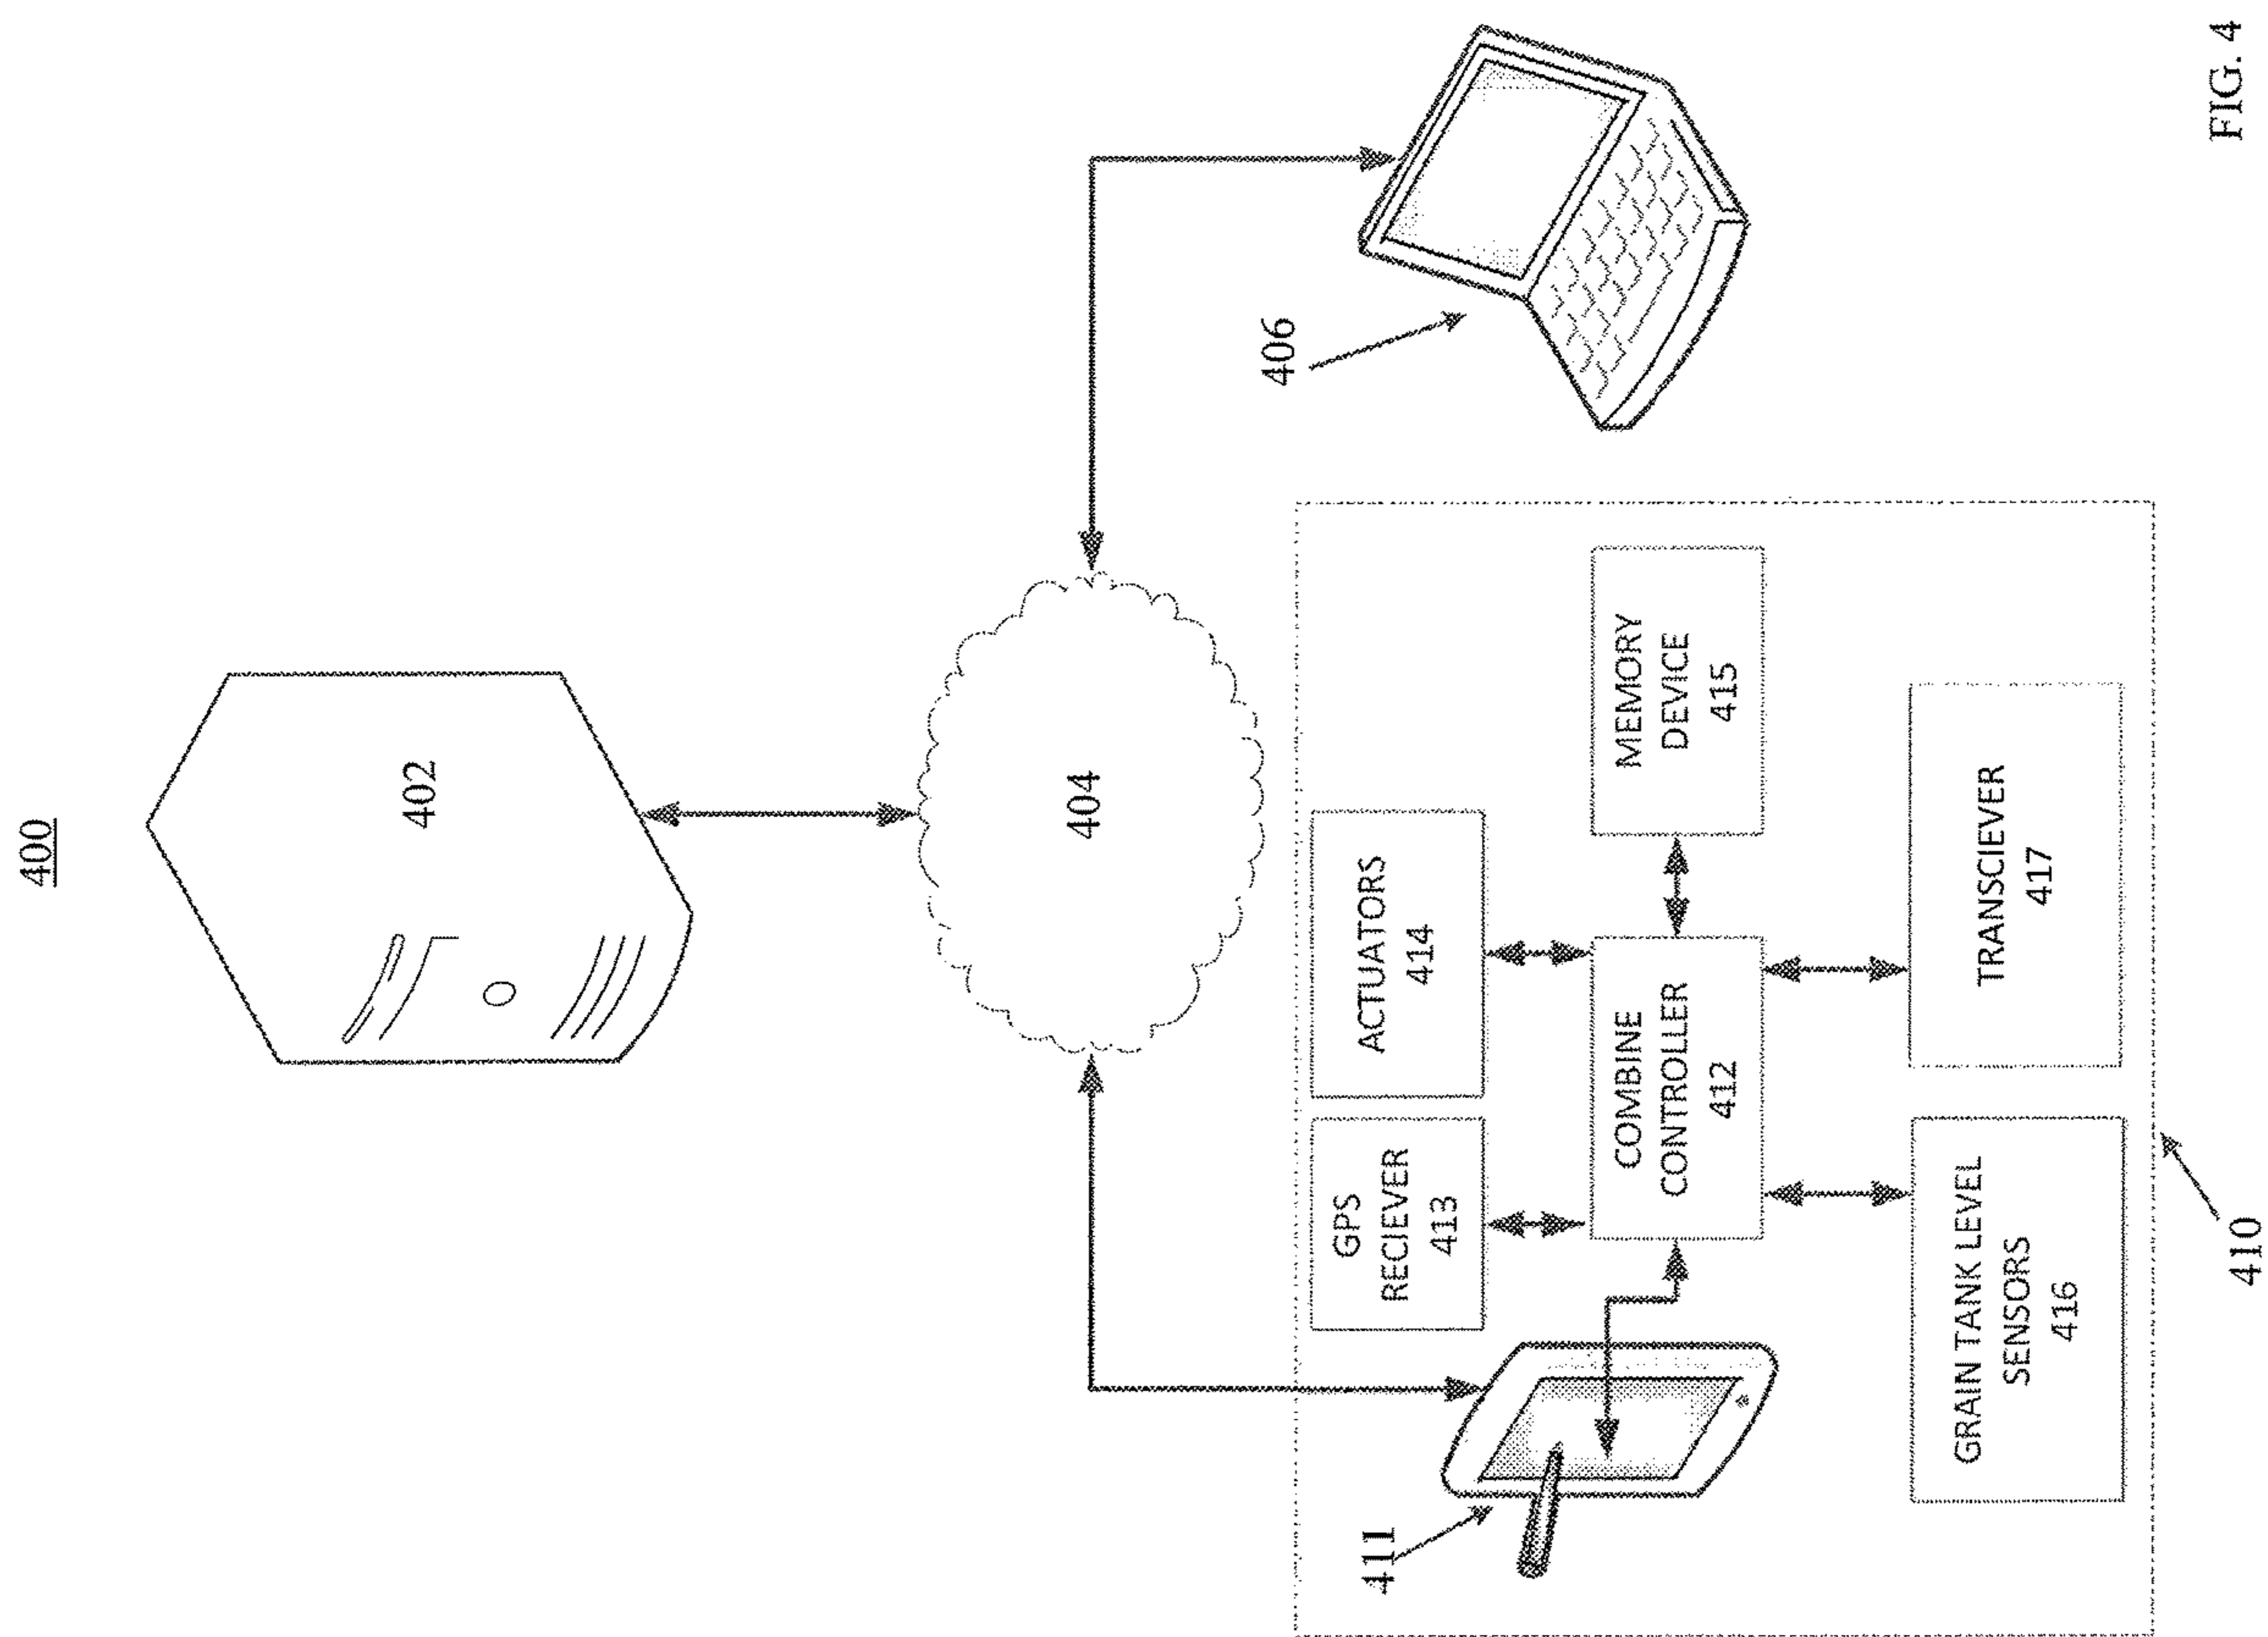 400
402
404
406
GPS
RECIEVER
413
ACTUATORS
414
411
COMBINE
CONTROLLER
412
MEMORY
DEVICE
415
GRAIN TANK LEVEL
SENSORS
416
TRANSCIEVER
417
410
FIG. 4